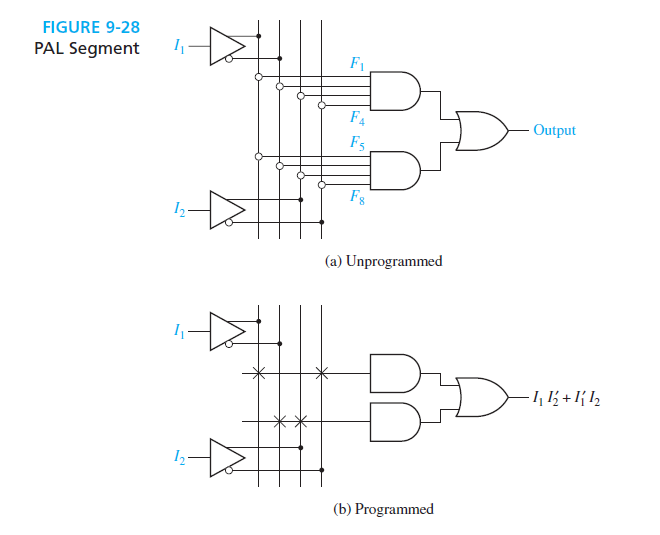 FIGURE 9-28
PAL Segment
I₁
F₁
F₄
Output
F₅
F₈
I₂
(a) Unprogrammed
I₁
I₁ I₂′ + I₁′ I₂
I₂
(b) Programmed